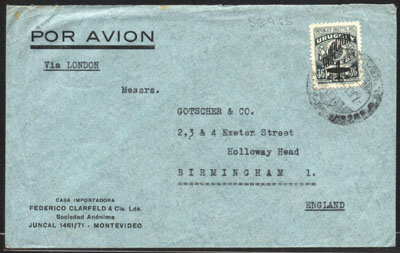 POR AVION
Via LONDON
URUGUAY
Messrs.
GOTSCHER & CO.
2,3 & 4 Exeter Street
Holloway Head
BIRMINGHAM 1.
ENGLAND
CASA IMPORTADORA
FEDERICO CLARFELD & Cía. Lda.
Sociedad Anónima
JUNCAL 1461/71 - MONTEVIDEO